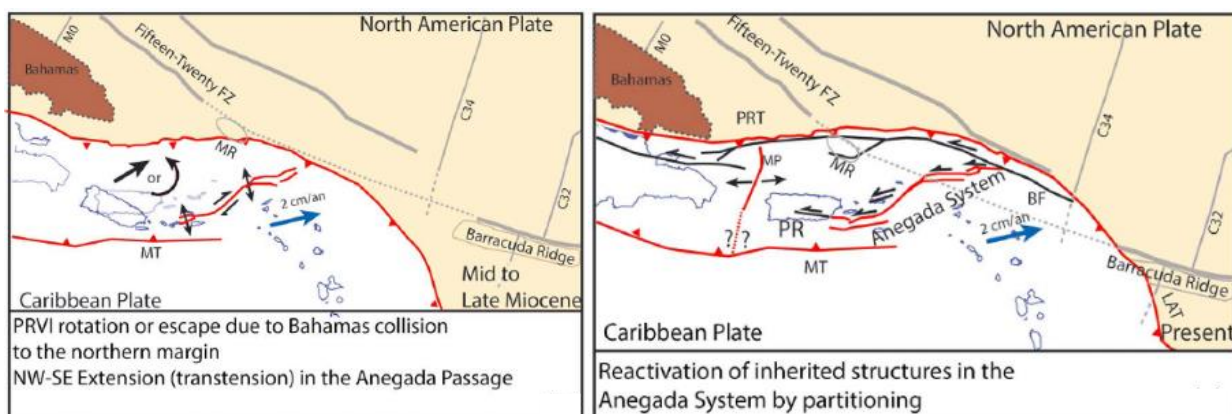 North American Plate
M0
Bahamas
Fifteen-Twenty FZ
C34
C32
MR
or
2 cm/an
MT
Barracuda Ridge
Mid to
Late Miocene
Caribbean Plate
PRVI rotation or escape due to Bahamas collision
to the northern margin
NW-SE Extension (transtension) in the Anegada Passage
North American Plate
M0
Bahamas
Fifteen-Twenty FZ
C34
C32
PRT
MP
MR
Anegada System
BF
2 cm/an
PR
? ?
MT
Barracuda Ridge
LAT
Present
Caribbean Plate
Reactivation of inherited structures in the
Anegada System by partitioning